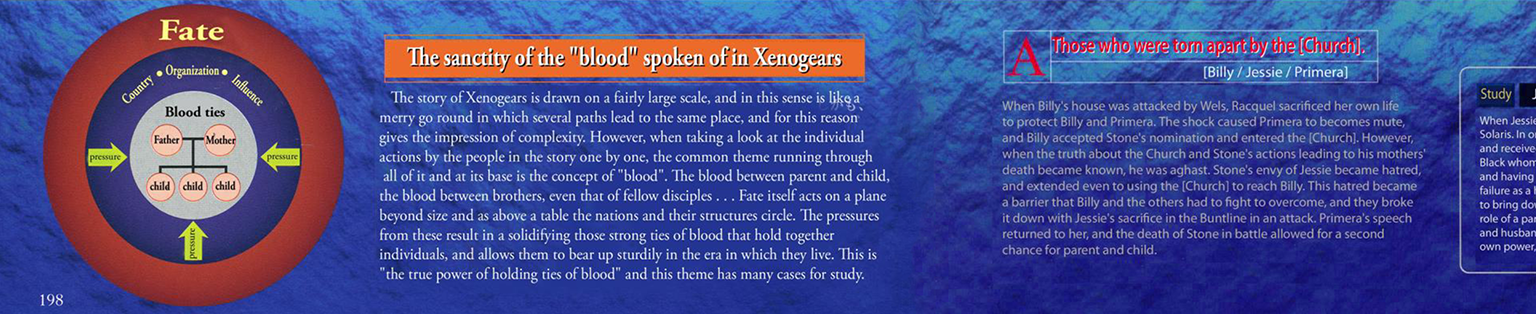 Fate
Country • Organization • Influence
Blood ties
Father
Mother
child
child
child
pressure
pressure
pressure
198
The sanctity of the "blood" spoken of in Xenogears
The story of Xenogears is drawn on a fairly large scale, and in this sense is like a
merry go round in which several paths lead to the same place, and for this reason
gives the impression of complexity. However, when taking a look at the individual
actions by the people in the story one by one, the common theme running through
all of it and at its base is the concept of "blood". The blood between parent and child,
the blood between brothers, even that of fellow disciples . . . Fate itself acts on a plane
beyond size and as above a table the nations and their structures circle. The pressures
from these result in a solidifying those strong ties of blood that hold together
individuals, and allows them to bear up sturdily in the era in which they live. This is
"the true power of holding ties of blood" and this theme has many cases for study.
A
Those who were torn apart by the [Church].
[Billy / Jessie / Primera]
When Billy's house was attacked by Wels, Racquel sacrificed her own life
to protect Billy and Primera. The shock caused Primera to becomes mute,
and Billy accepted Stone's nomination and entered the [Church]. However,
when the truth about the Church and Stone's actions leading to his mothers'
death became known, he was aghast. Stone's envy of Jessie became hatred,
and extended even to using the [Church] to reach Billy. This hatred became
a barrier that Billy and the others had to fight to overcome, and they broke
it down with Jessie's sacrifice in the Buntline in an attack. Primera's speech
returned to her, and the death of Stone in battle allowed for a second
chance for parent and child.
Study
J
When Jessie
Solaris. In o
and receive
Black whom
and having
failure as a
to bring do
role of a pa
and husban
own power,